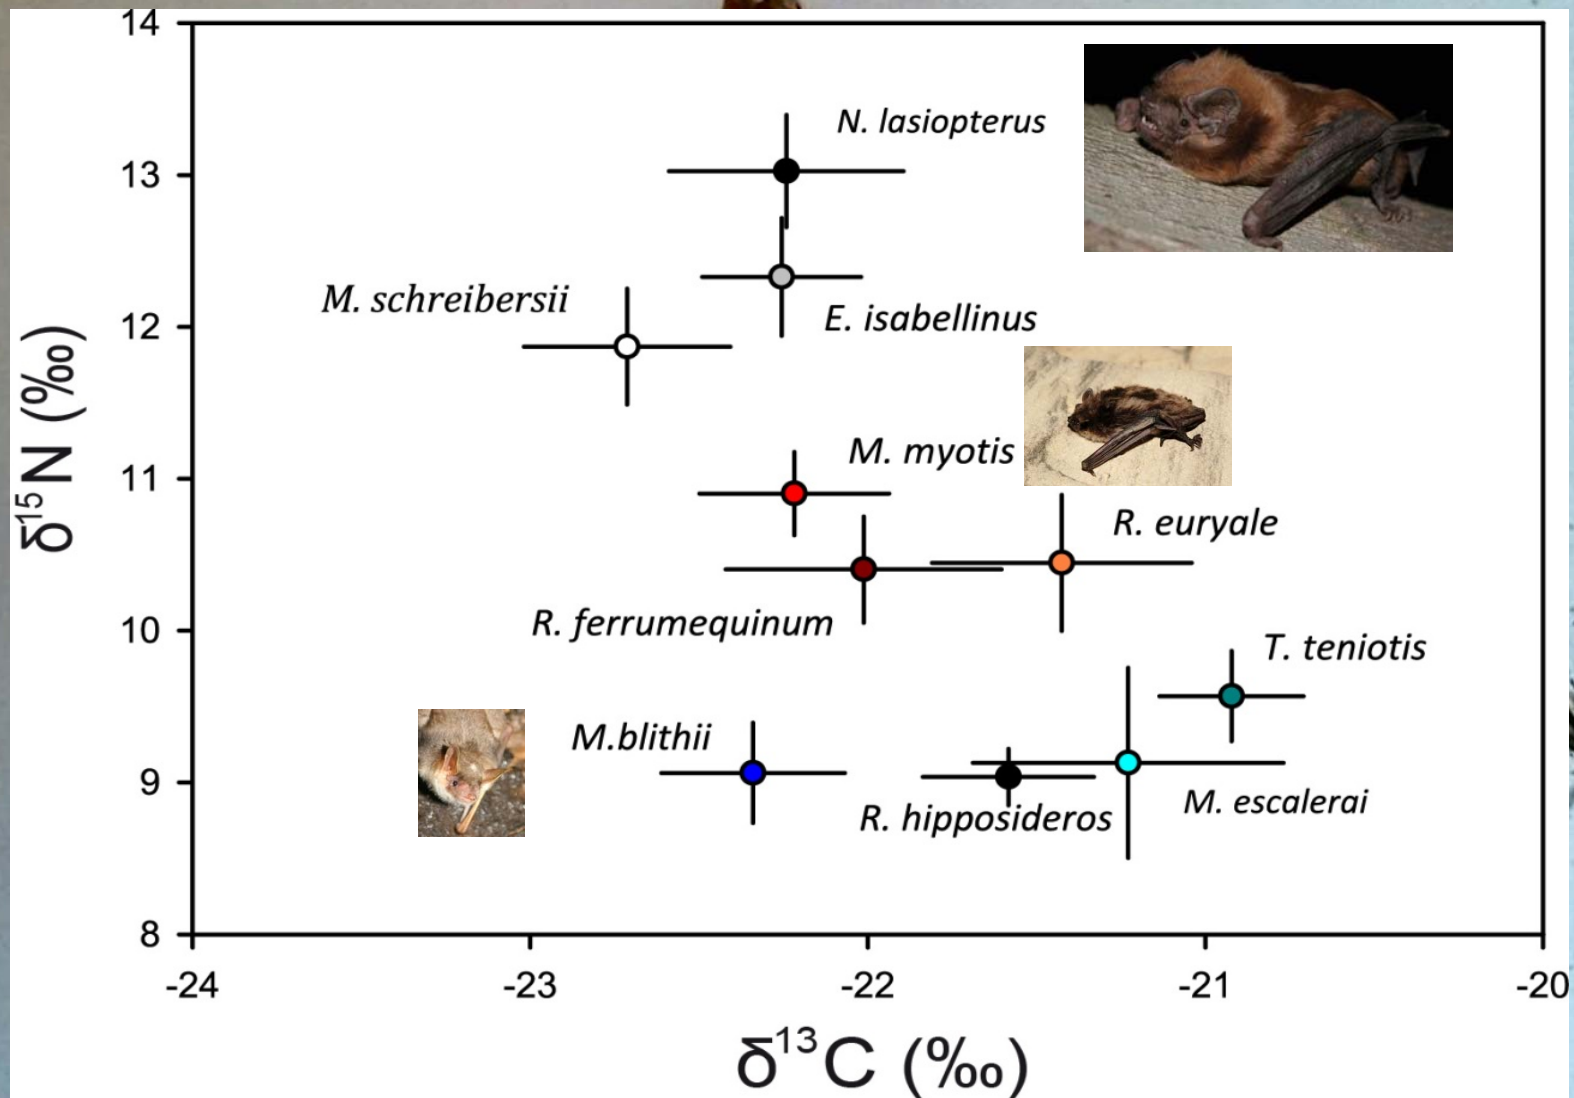 14
13
12
11
10
9
8
δ15N (‰)
N. lasiopterus
M. schreibersii
E. isabellinus
M. myotis
R. euryale
R. ferrumequinum
T. teniotis
M.blithii
R. hipposideros
M. escalerai
-24 -23 -22 -21 -20
δ13C (‰)